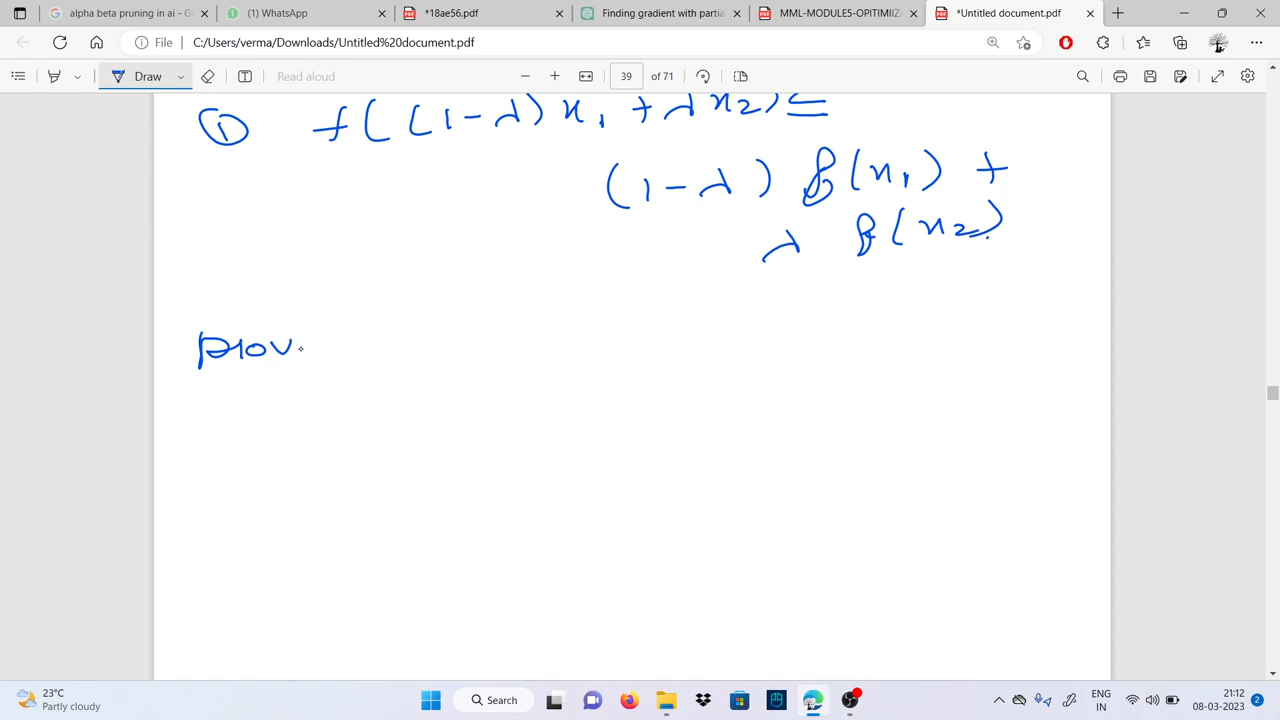 alpha beta pruning in ai - G
(1) WhatsApp
*18ae56.pdf
Finding gradient with partia
MML-MODULE5-OPITIMIZ
*Untitled document.pdf
File
C:/Users/verma/Downloads/Untitled%20document.pdf
Draw
Read aloud
39 of 71
① f((1-λ)x₁ + λx₂) ≤
(1-λ) f(x₁) +
λ f(x₂)
prov
23°C
Partly cloudy
Search
ENG
IN
21:12
08-03-2023
2